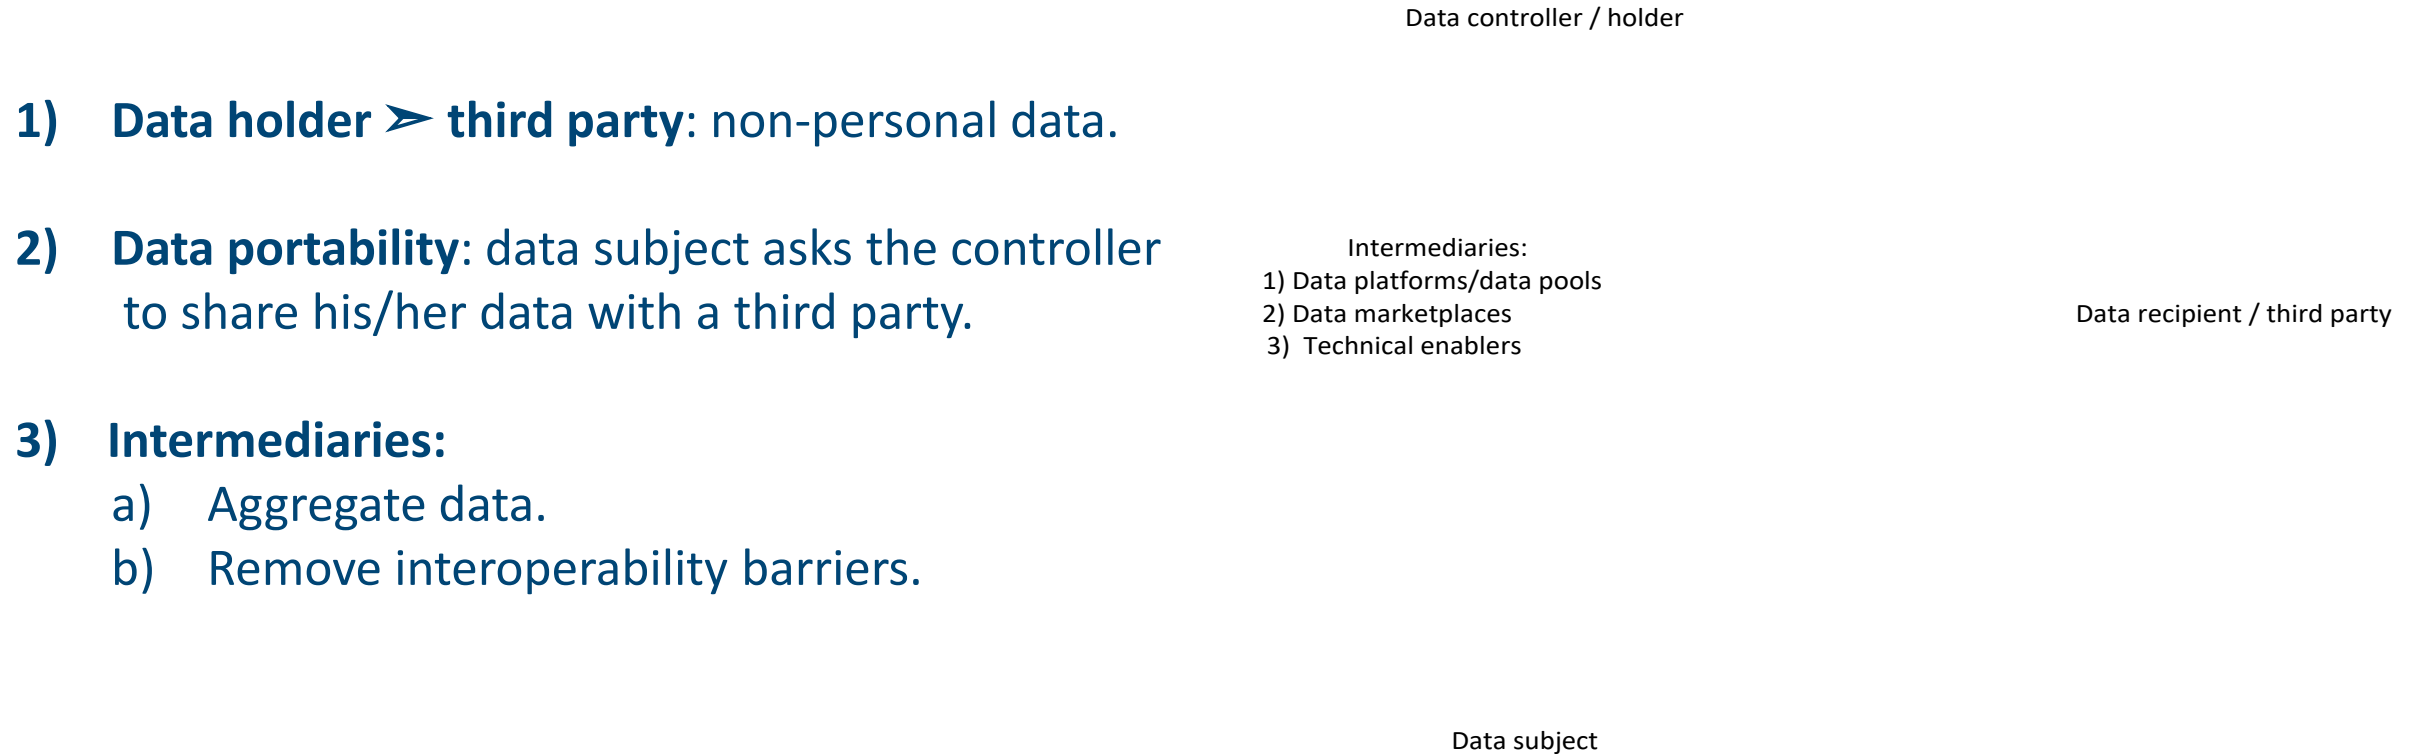 Data controller / holder
1) Data holder ➢ third party: non-personal data.
2) Data portability: data subject asks the controller
to share his/her data with a third party.
3) Intermediaries:
a) Aggregate data.
b) Remove interoperability barriers.
Intermediaries:
1) Data platforms/data pools
2) Data marketplaces
3) Technical enablers
Data recipient / third party
Data subject